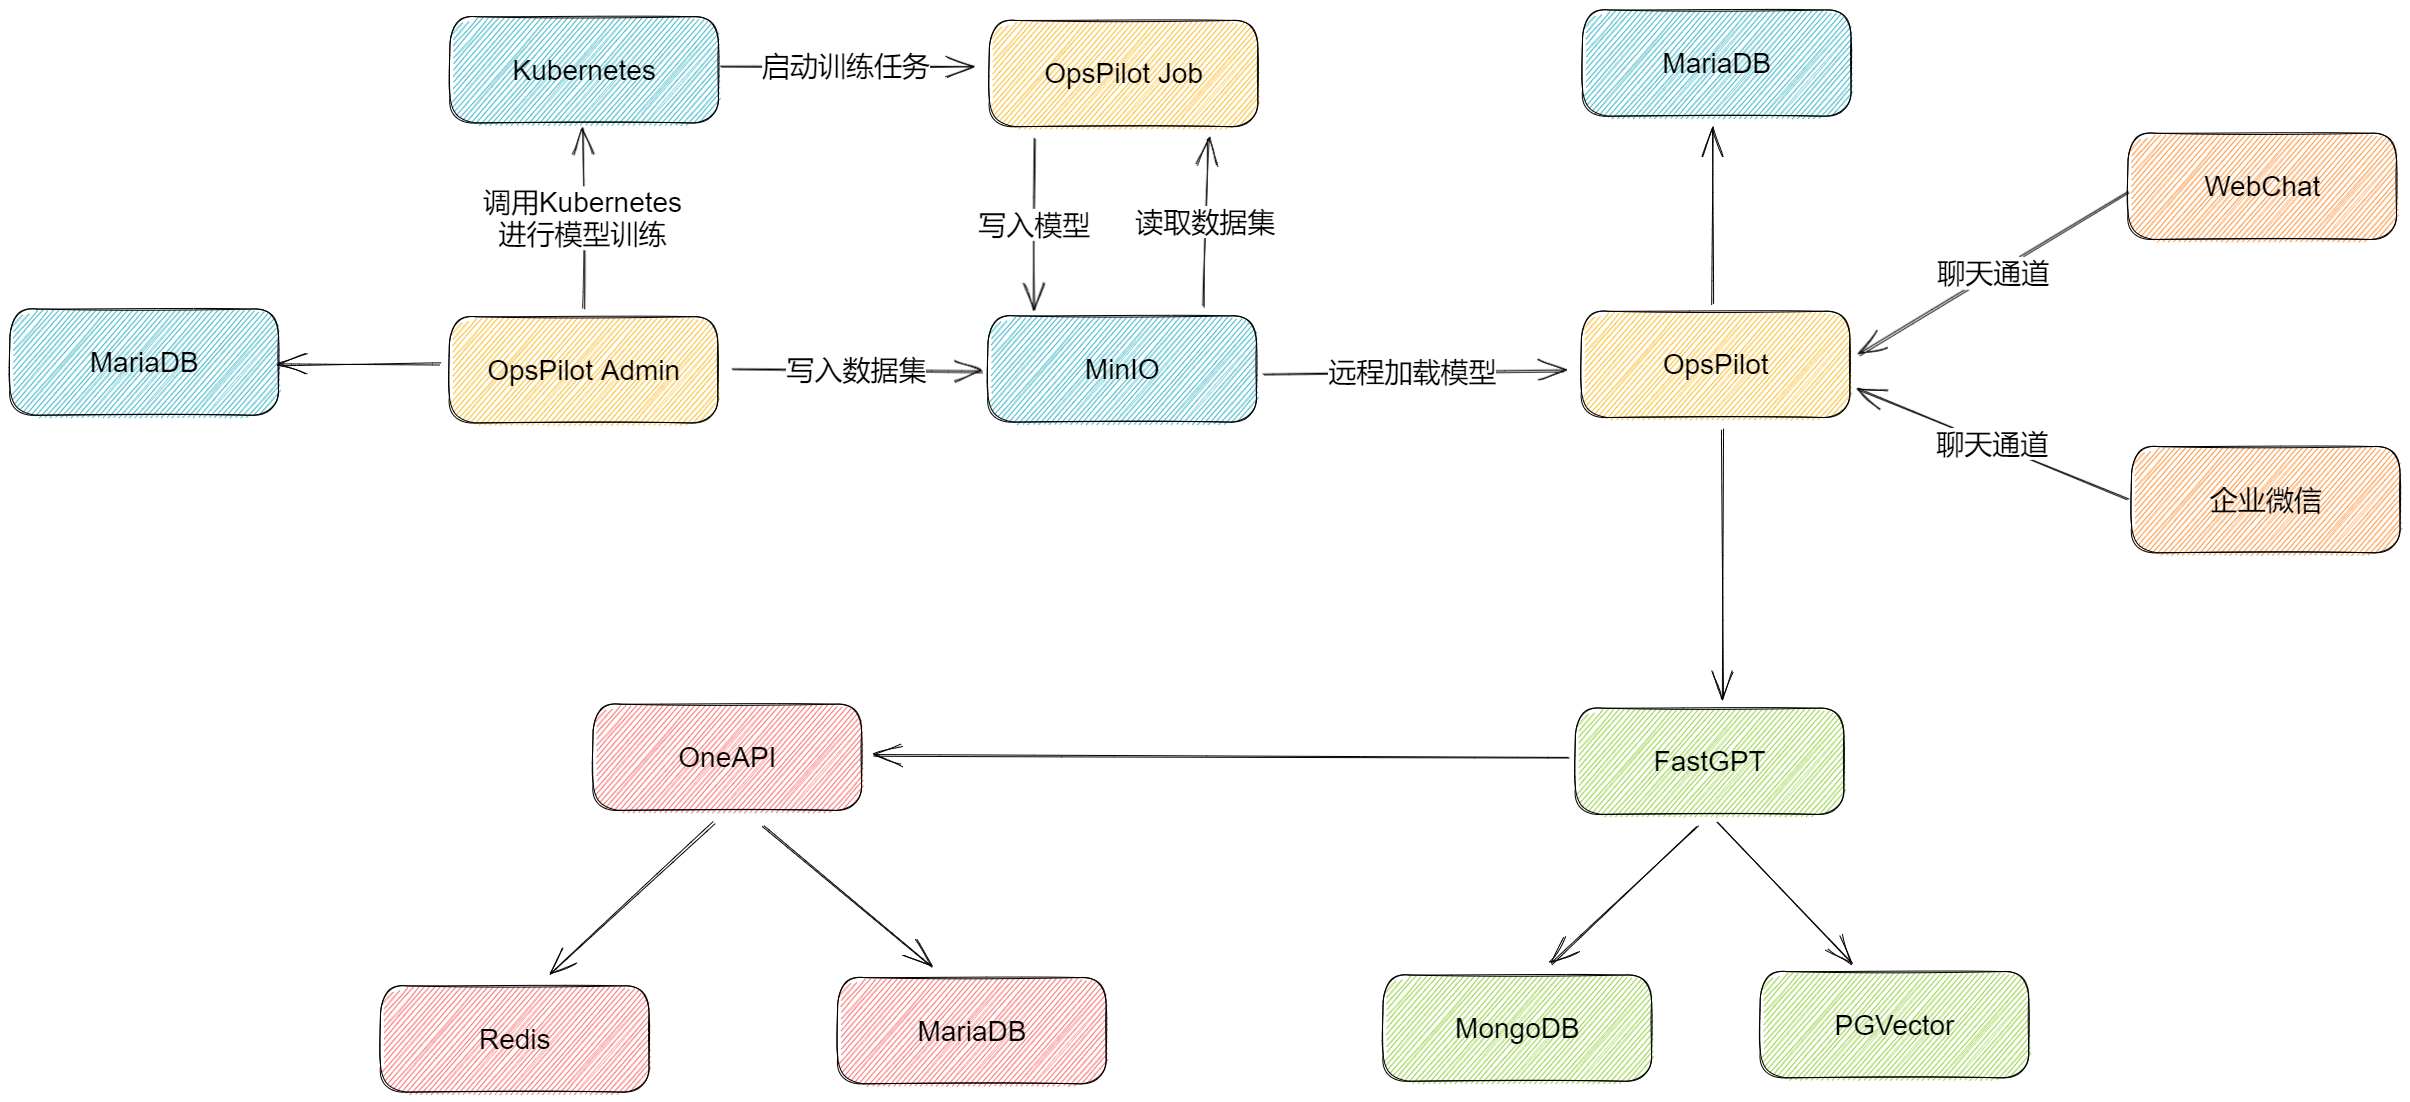 Kubernetes
启动训练任务
OpsPilot Job
MariaDB
WebChat
调用Kubernetes
进行模型训练
写入模型
读取数据集
聊天通道
MariaDB
OpsPilot Admin
写入数据集
MinIO
远程加载模型
OpsPilot
聊天通道
企业微信
OneAPI
FastGPT
Redis
MariaDB
MongoDB
PGVector